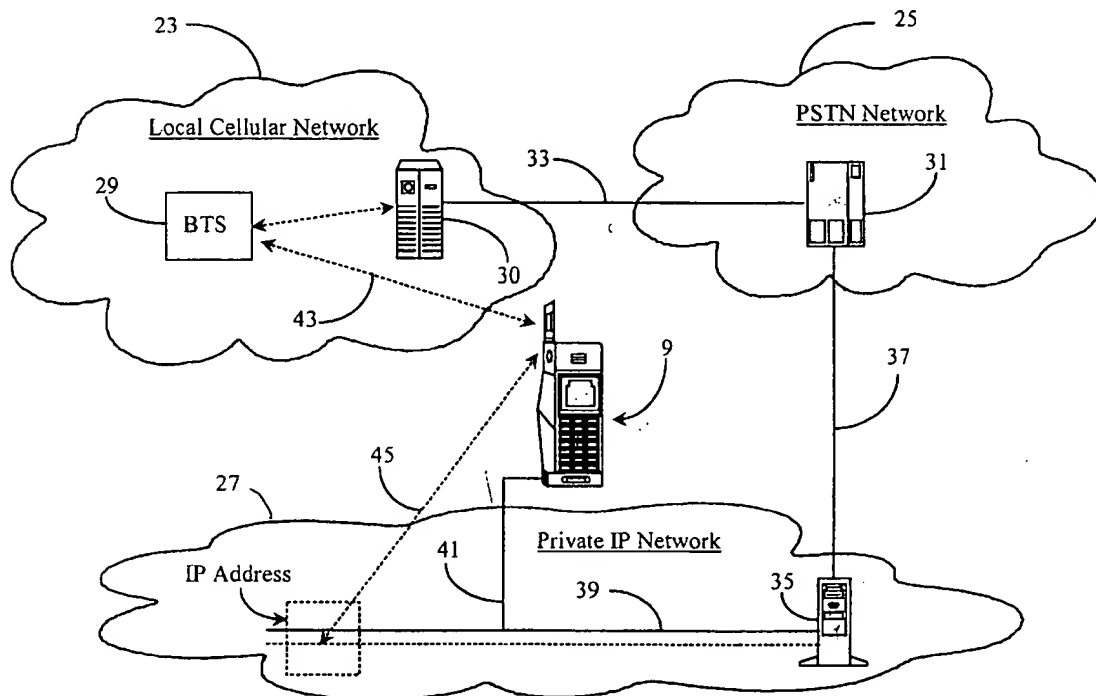 23
25
Local Cellular Network
PSTN Network
33
31
29
BTS
30
43
9
37
45
27
Private IP Network
41
IP Address
39
35